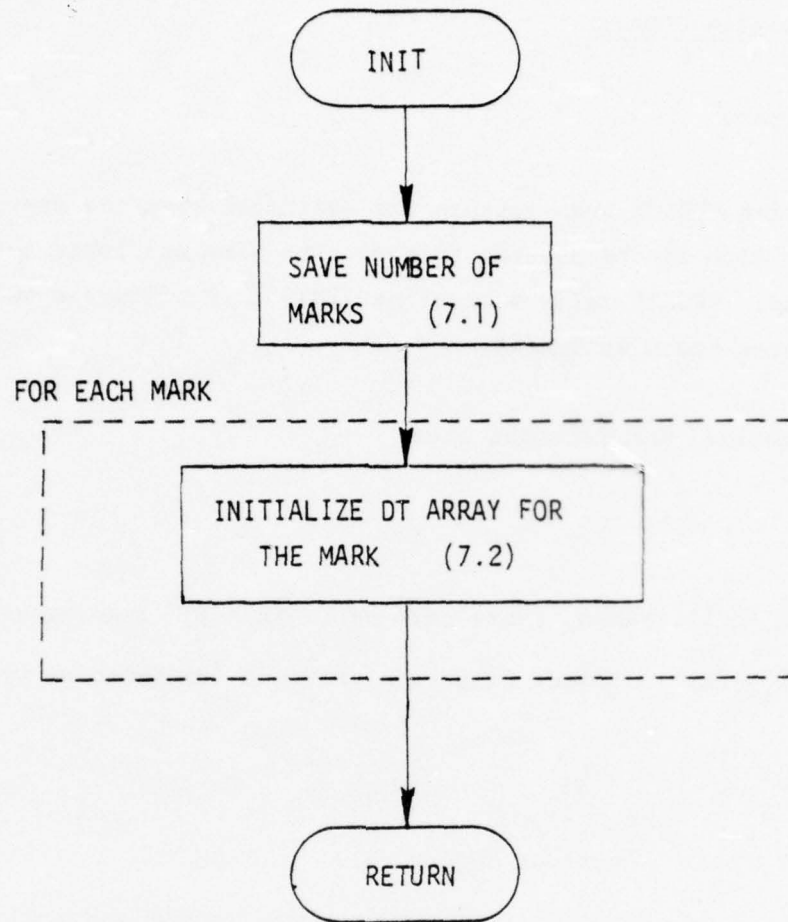 INIT
SAVE NUMBER OF
MARKS (7.1)
FOR EACH MARK
INITIALIZE DT ARRAY FOR
THE MARK (7.2)
RETURN